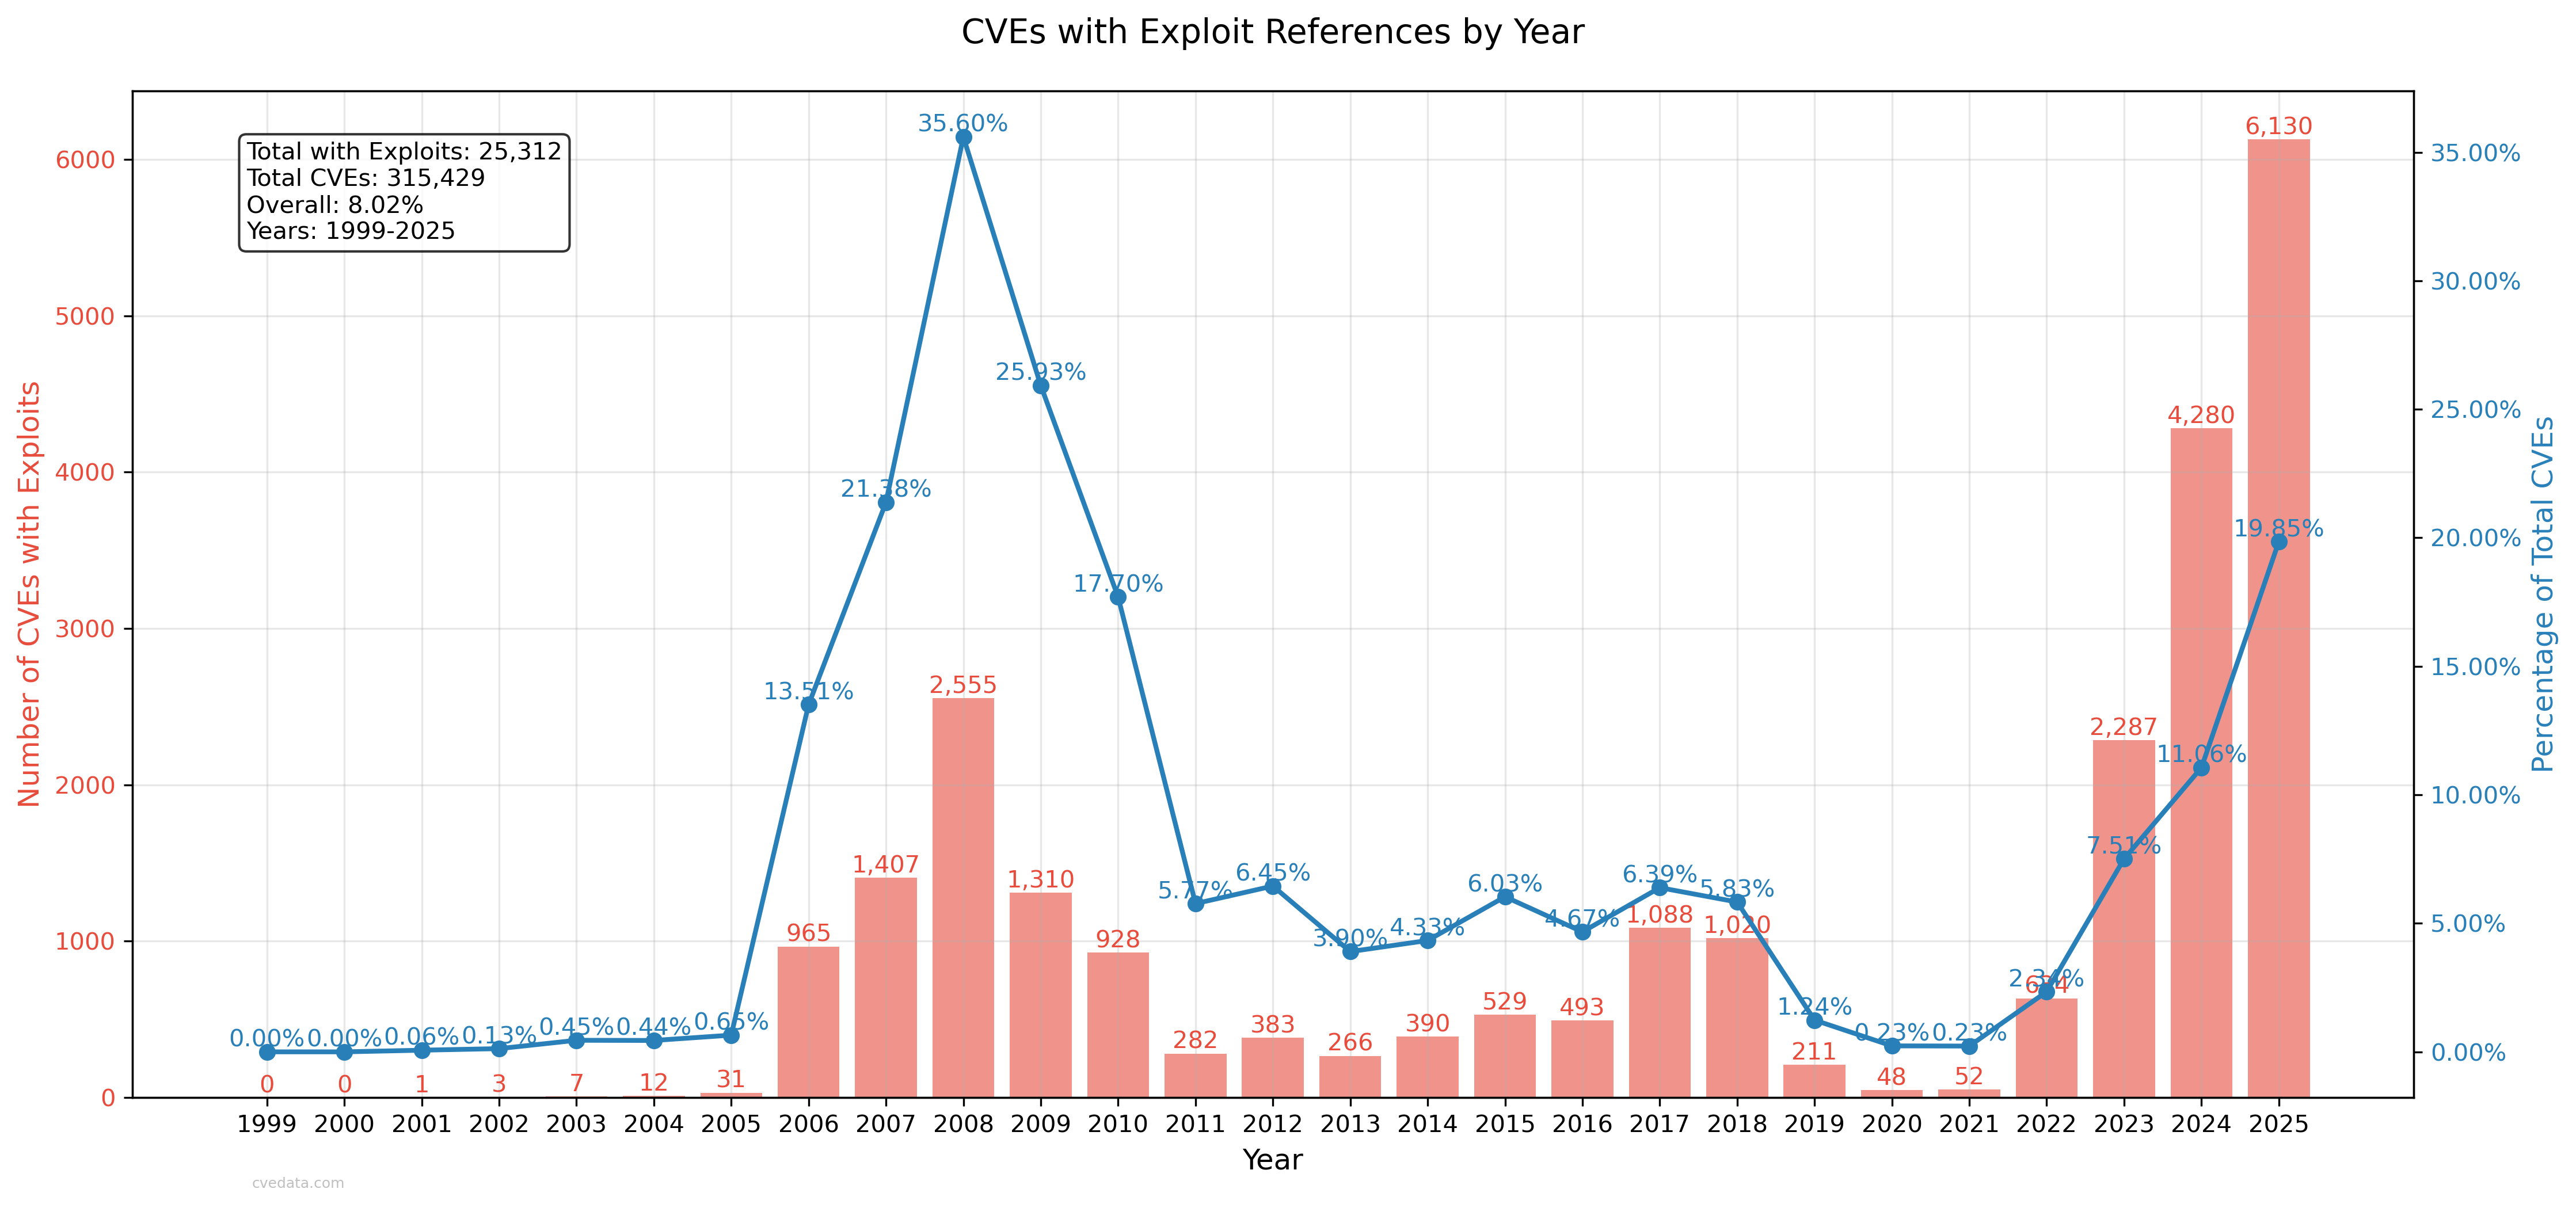 CVEs with Exploit References by Year
Total with Exploits: 25,312
Total CVEs: 315,429
Overall: 8.02%
Years: 1999-2025
Number of CVEs with Exploits
6000
5000
4000
3000
2000
1000
0
35.00%
30.00%
25.00%
20.00%
15.00%
10.00%
5.00%
0.00%
Percentage of Total CVEs
0.00% 0.00% 0.06% 0.13% 0.45% 0.44% 0.65% 13.51% 21.38% 35.60% 25.93% 17.70% 5.77% 6.45% 3.90% 4.33% 6.03% 4.67% 6.39% 5.83% 1.24% 0.23% 0.23% 2.34% 7.51% 11.06% 19.85%
0 0 1 3 7 12 31 965 1,407 2,555 1,310 928 282 383 266 390 529 493 1,088 1,020 211 48 52 634 2,287 4,280 6,130
1999 2000 2001 2002 2003 2004 2005 2006 2007 2008 2009 2010 2011 2012 2013 2014 2015 2016 2017 2018 2019 2020 2021 2022 2023 2024 2025
Year
cvedata.com